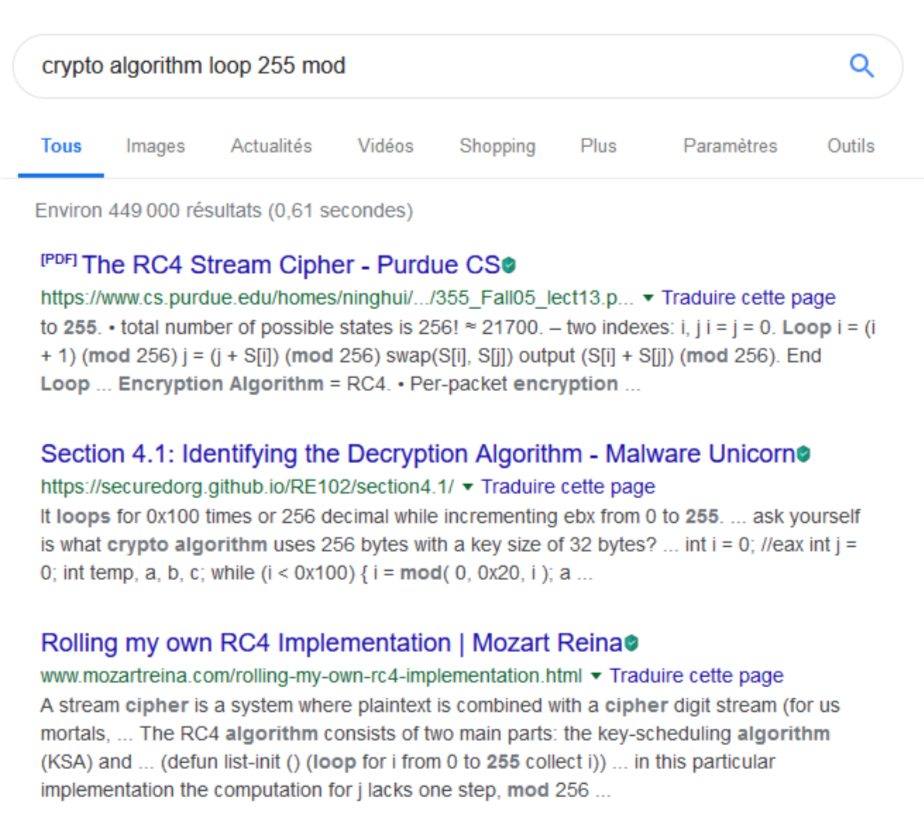 crypto algorithm loop 255 mod
Tous Images Actualités Vidéos Shopping Plus Paramètres Outils
Environ 449 000 résultats (0,61 secondes)
[PDF] The RC4 Stream Cipher - Purdue CS
https://www.cs.purdue.edu/homes/ninghui/.../355_Fall05_lect13.p... ▼ Traduire cette page
to 255. • total number of possible states is 256! ≈ 21700. – two indexes: i, j i = j = 0. Loop i = (i
+ 1) (mod 256) j = (j + S[i]) (mod 256) swap(S[i], S[j]) output (S[i] + S[j]) (mod 256). End
Loop ... Encryption Algorithm = RC4. • Per-packet encryption ...
Section 4.1: Identifying the Decryption Algorithm - Malware Unicorn
https://securedorg.github.io/RE102/section4.1/ ▼ Traduire cette page
It loops for 0x100 times or 256 decimal while incrementing ebx from 0 to 255. ... ask yourself
is what crypto algorithm uses 256 bytes with a key size of 32 bytes? ... int i = 0; //eax int j =
0; int temp, a, b, c; while (i < 0x100) { i = mod( 0, 0x20, i ); a ...
Rolling my own RC4 Implementation | Mozart Reina
www.mozartreina.com/rolling-my-own-rc4-implementation.html ▼ Traduire cette page
A stream cipher is a system where plaintext is combined with a cipher digit stream (for us
mortals, ... The RC4 algorithm consists of two main parts: the key-scheduling algorithm
(KSA) and ... (defun list-init () (loop for i from 0 to 255 collect i)) ... in this particular
implementation the computation for j lacks one step, mod 256 ...